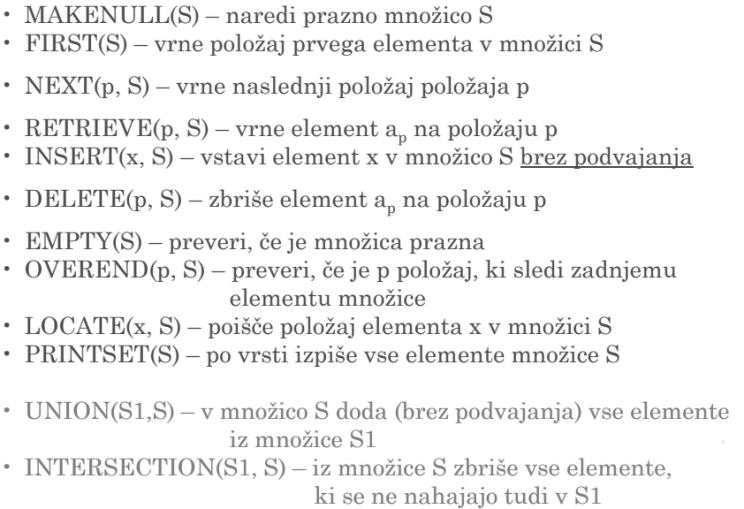 • MAKENULL(S) – naredi prazno množico S
• FIRST(S) – vrne položaj prvega elementa v množici S
• NEXT(p, S) – vrne naslednji položaj položaja p
• RETRIEVE(p, S) – vrne element aₚ na položaju p
• INSERT(x, S) – vstavi element x v množico S brez podvajanja
• DELETE(p, S) – zbriše element aₚ na položaju p
• EMPTY(S) – preveri, če je množica prazna
• OVEREND(p, S) – preveri, če je p položaj, ki sledi zadnjemu
elementu množice
• LOCATE(x, S) – poišče položaj elementa x v množici S
• PRINTSET(S) – po vrsti izpiše vse elemente množice S
• UNION(S1,S) – v množico S doda (brez podvajanja) vse elemente
iz množice S1
• INTERSECTION(S1, S) – iz množice S zbriše vse elemente,
ki se ne nahajajo tudi v S1